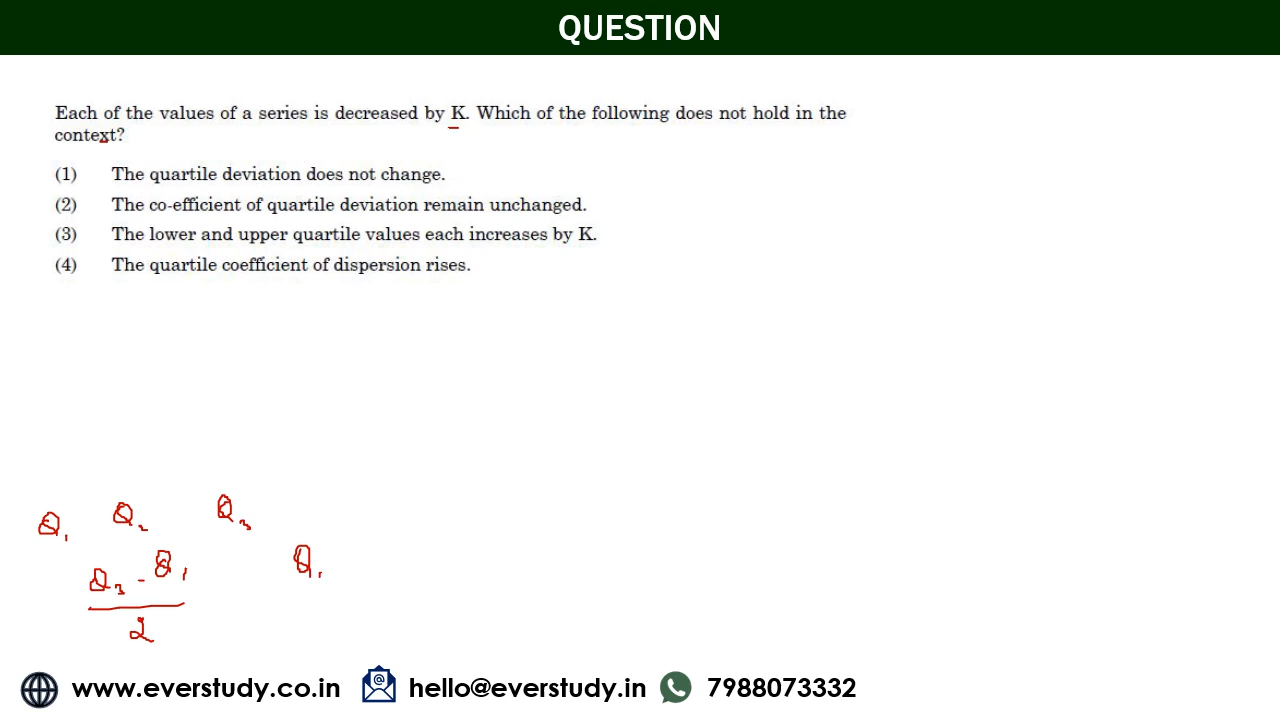 QUESTION
Each of the values of a series is decreased by K. Which of the following does not hold in the
context?
(1) The quartile deviation does not change.
(2) The co-efficient of quartile deviation remain unchanged.
(3) The lower and upper quartile values each increases by K.
(4) The quartile coefficient of dispersion rises.
Q₁ Q₂ Q₃
Q₃ - Q₁ Q₁
2
www.everstudy.co.in hello@everstudy.in 7988073332